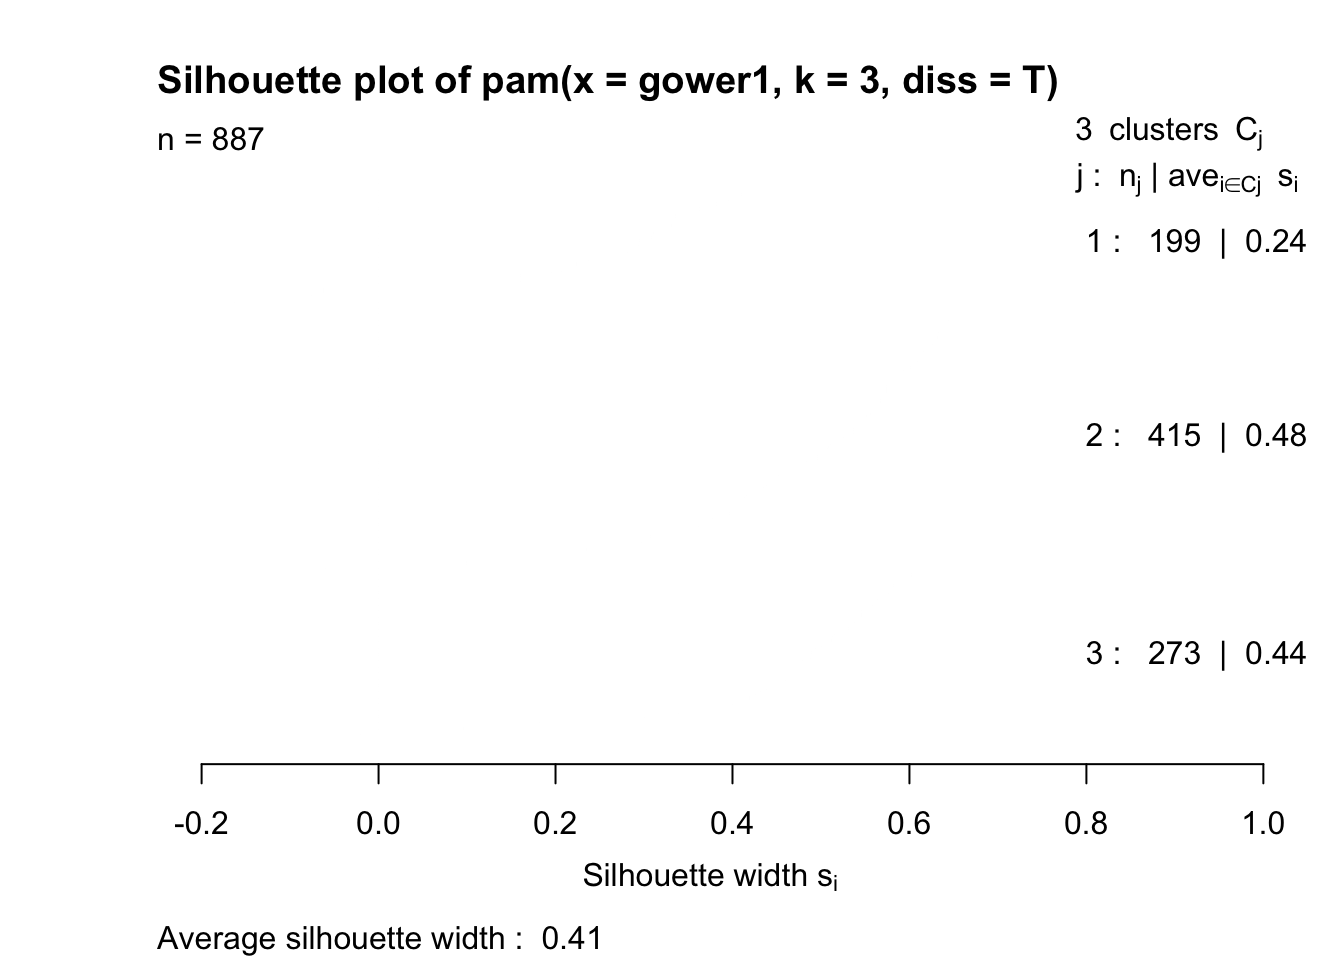 Silhouette plot of pam(x = gower1, k = 3, diss = T)
n = 887
3 clusters Cj
j : nj | avei∈Cj si
1 : 199 | 0.24
2 : 415 | 0.48
3 : 273 | 0.44
-0.2 0.0 0.2 0.4 0.6 0.8 1.0
Silhouette width si
Average silhouette width : 0.41